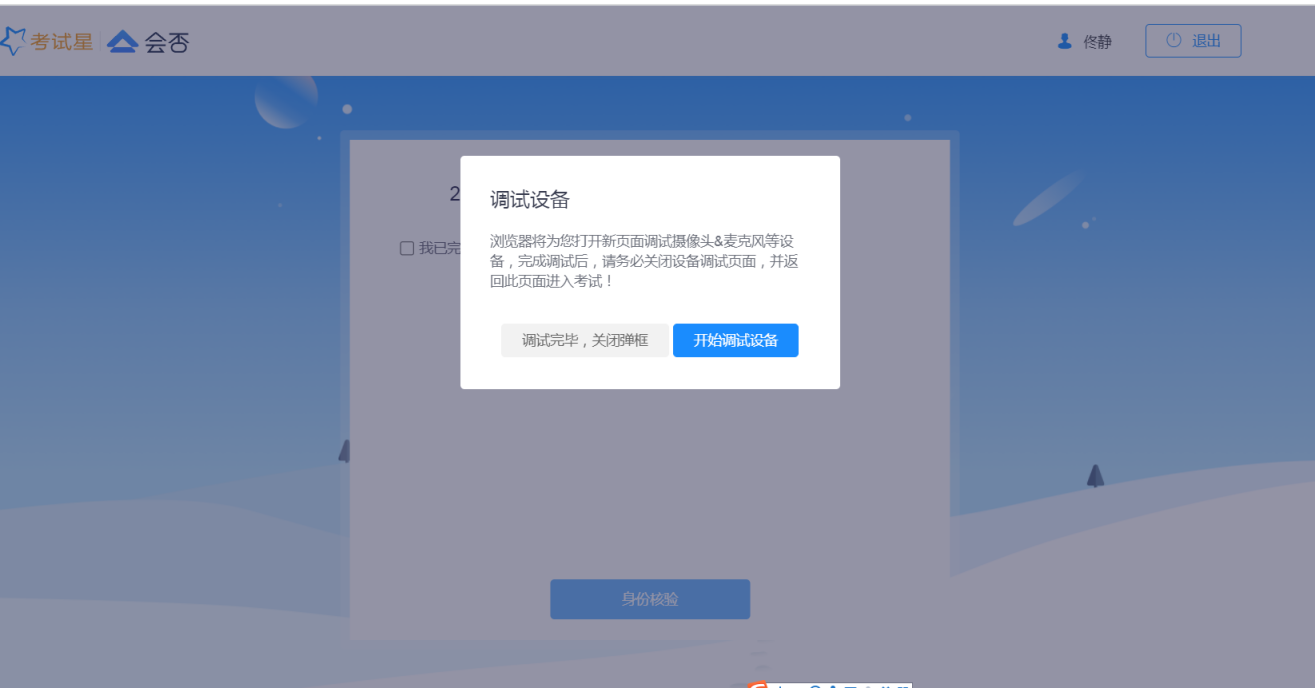 考试星 会否
佟静
退出
2
我已完
调试设备
浏览器将为您打开新页面调试摄像头&麦克风等设
备，完成调试后，请务必关闭设备调试页面，并返
回此页面进入考试！
调试完毕，关闭弹框
开始调试设备
身份核验